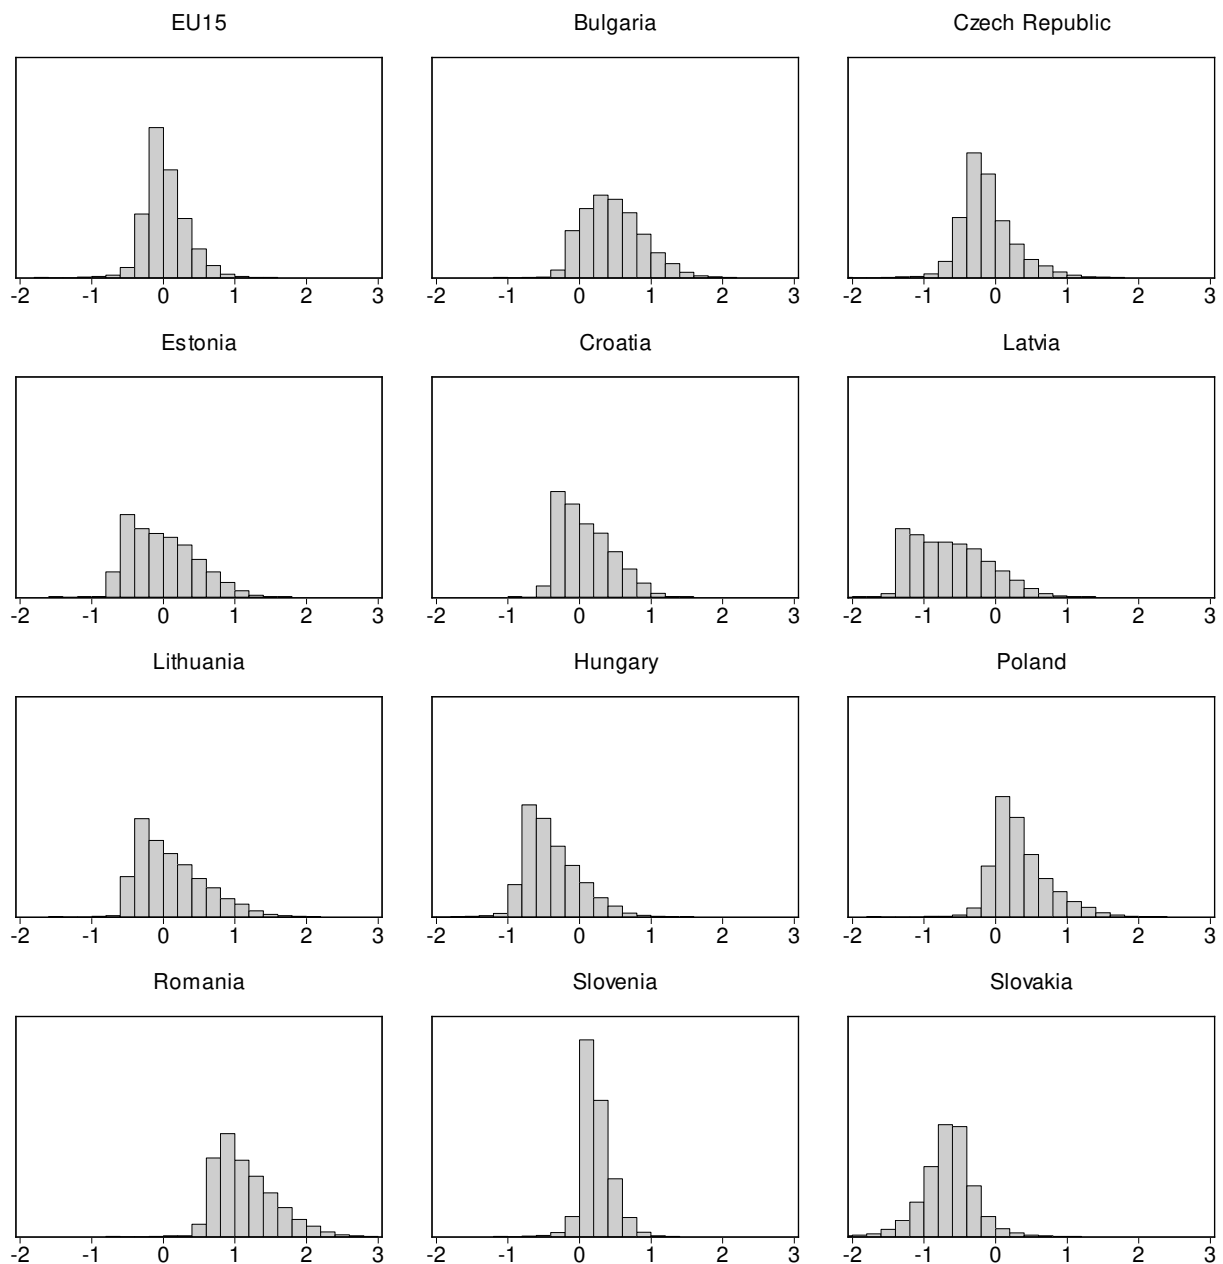 EU15 Bulgaria Czech Republic
-2 -1 0 1 2 3 -2 -1 0 1 2 3 -2 -1 0 1 2 3
Estonia Croatia Latvia
-2 -1 0 1 2 3 -2 -1 0 1 2 3 -2 -1 0 1 2 3
Lithuania Hungary Poland
-2 -1 0 1 2 3 -2 -1 0 1 2 3 -2 -1 0 1 2 3
Romania Slovenia Slovakia
-2 -1 0 1 2 3 -2 -1 0 1 2 3 -2 -1 0 1 2 3